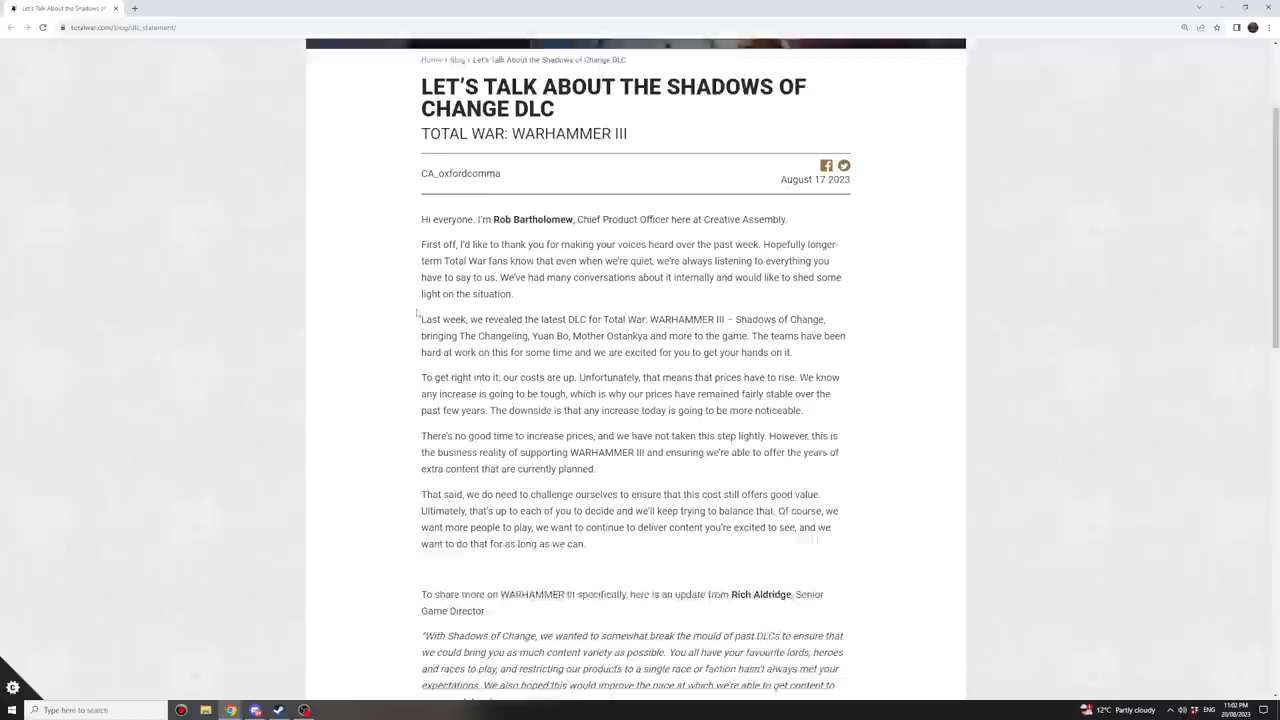 Let's Talk About the Shadows of
totalwar.com/blog/dlc_statement/
Home › Blog › Let's Talk About the Shadows of Change DLC
LET'S TALK ABOUT THE SHADOWS OF
CHANGE DLC
TOTAL WAR: WARHAMMER III
CA_oxfordcomma
August 17 2023
Hi everyone. I'm Rob Bartholomew, Chief Product Officer here at Creative Assembly.
First off, I'd like to thank you for making your voices heard over the past week. Hopefully longer-
term Total War fans know that even when we're quiet, we're always listening to everything you
have to say to us. We've had many conversations about it internally and would like to shed some
light on the situation.
Last week, we revealed the latest DLC for Total War: WARHAMMER III – Shadows of Change,
bringing The Changeling, Yuan Bo, Mother Ostankya and more to the game. The teams have been
hard at work on this for some time and we are excited for you to get your hands on it.
To get right into it: our costs are up. Unfortunately, that means that prices have to rise. We know
any increase is going to be tough, which is why our prices have remained fairly stable over the
past few years. The downside is that any increase today is going to be more noticeable.
There's no good time to increase prices, and we have not taken this step lightly. However, this is
the business reality of supporting WARHAMMER III and ensuring we're able to offer the years of
extra content that are currently planned.
That said, we do need to challenge ourselves to ensure that this cost still offers good value.
Ultimately, that's up to each of you to decide and we'll keep trying to balance that. Of course, we
want more people to play, we want to continue to deliver content you're excited to see, and we
want to do that for as long as we can.
To share more on WARHAMMER III specifically, here is an update from Rich Aldridge, Senior
Game Director
"With Shadows of Change, we wanted to somewhat break the mould of past DLCs to ensure that
we could bring you as much content variety as possible. You all have your favourite lords, heroes
and races to play, and restricting our products to a single race or faction hasn't always met your
expectations. We also hoped this would improve the pace at which we're able to get content to
Type here to search
12°C Partly cloudy
ENG
11:02 PM
20/08/2023